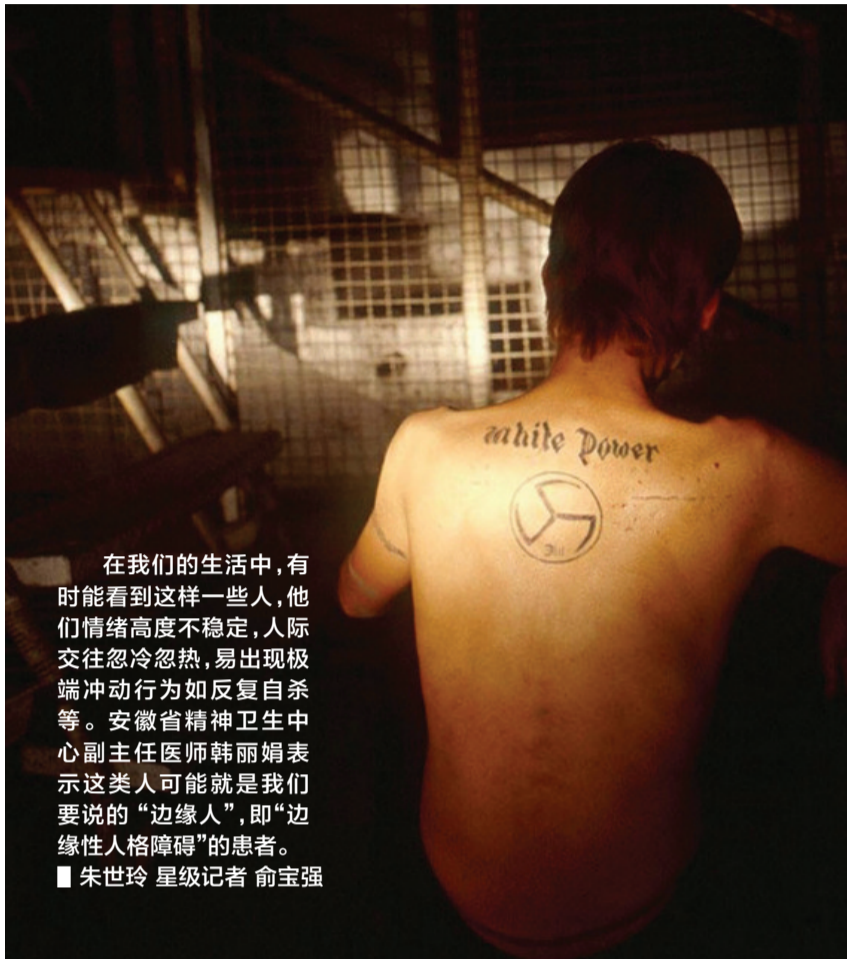 White Power
在我们的生活中,有
时能看到这样一些人,他
们情绪高度不稳定,人际
交往忽冷忽热,易出现极
端冲动行为如反复自杀
等。安徽省精神卫生中
心副主任医师韩丽娟表
示这类人可能就是我们
要说的“边缘人”,即“边
缘性人格障碍”的患者。
朱世玲 星级记者 俞宝强